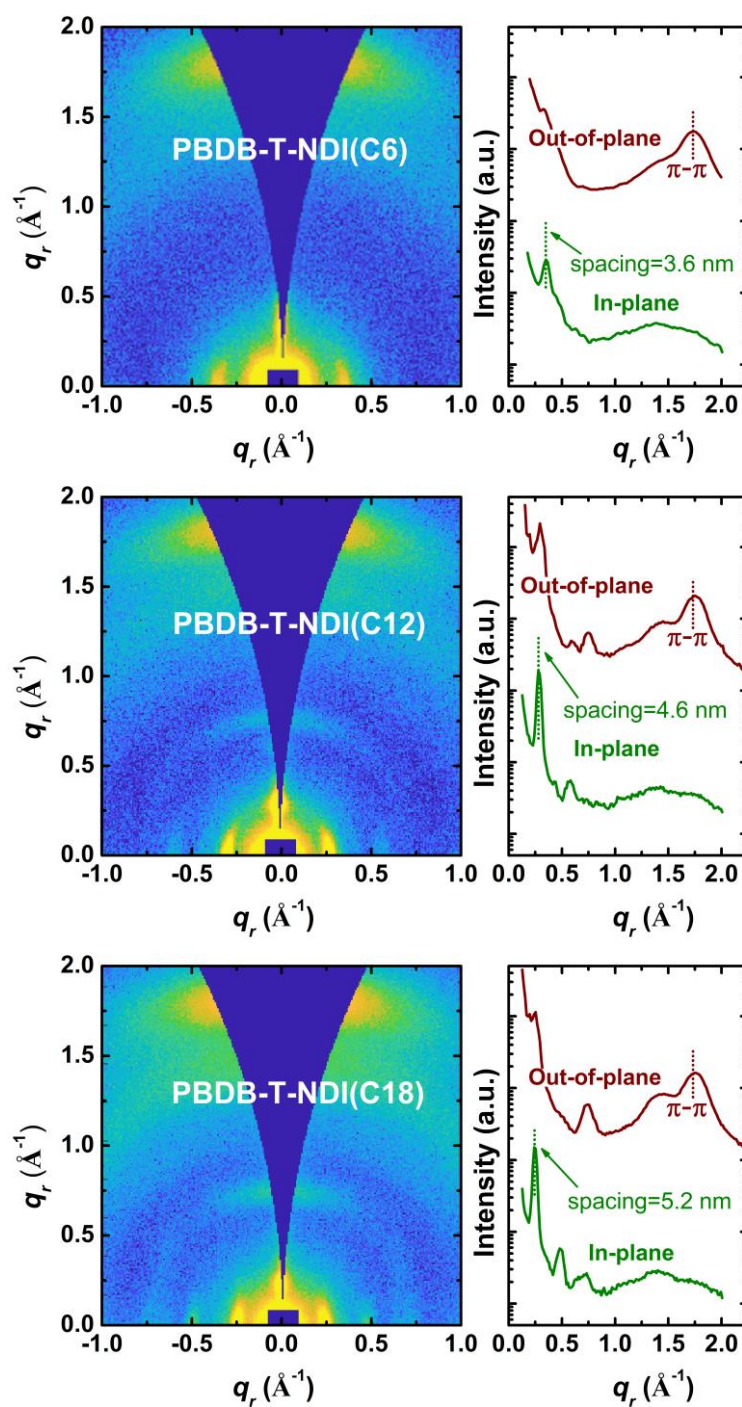 2.0
1.5
1.0
0.5
0.0
q_r (Å⁻¹)
PBDB-T-NDI(C6)
-1.0 -0.5 0.0 0.5 1.0
q_r (Å⁻¹)
Intensity (a.u.)
Out-of-plane
π-π
spacing=3.6 nm
In-plane
0.0 0.5 1.0 1.5 2.0
q_r (Å⁻¹)
2.0
1.5
1.0
0.5
0.0
q_r (Å⁻¹)
PBDB-T-NDI(C12)
-1.0 -0.5 0.0 0.5 1.0
q_r (Å⁻¹)
Intensity (a.u.)
Out-of-plane
π-π
spacing=4.6 nm
In-plane
0.0 0.5 1.0 1.5 2.0
q_r (Å⁻¹)
2.0
1.5
1.0
0.5
0.0
q_r (Å⁻¹)
PBDB-T-NDI(C18)
-1.0 -0.5 0.0 0.5 1.0
q_r (Å⁻¹)
Intensity (a.u.)
Out-of-plane
π-π
spacing=5.2 nm
In-plane
0.0 0.5 1.0 1.5 2.0
q_r (Å⁻¹)